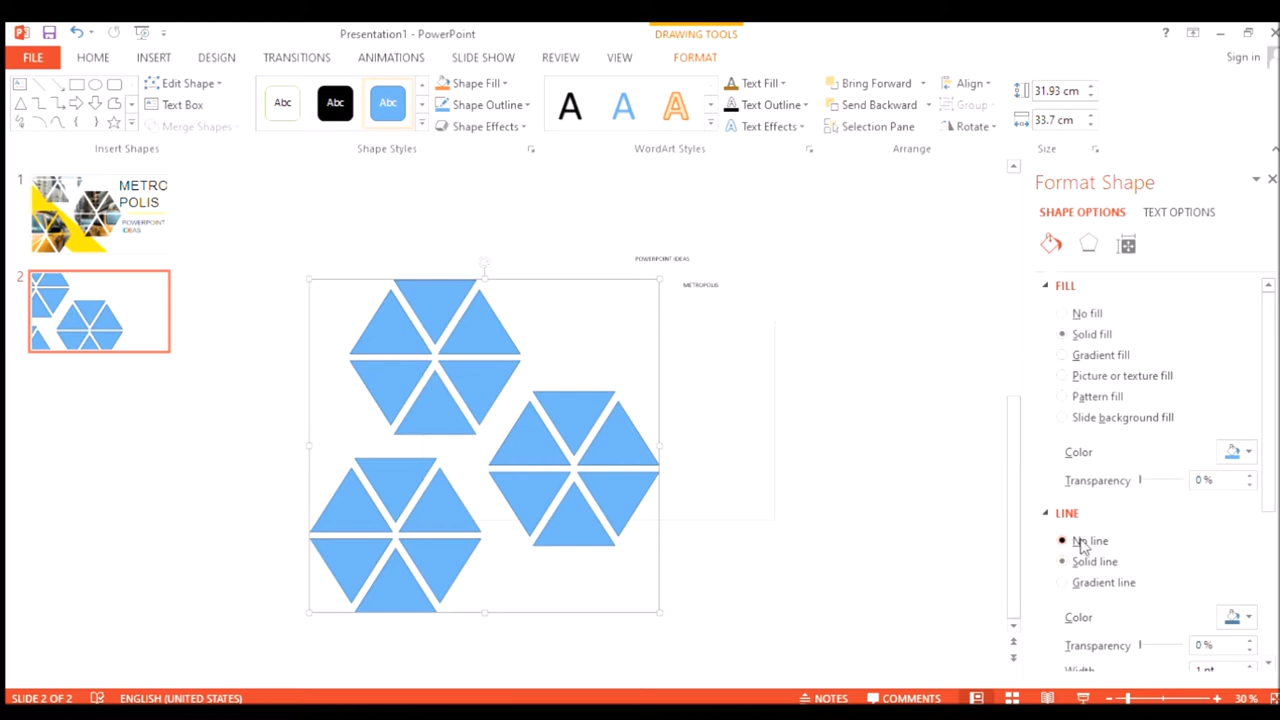 Presentation1 - PowerPoint
DRAWING TOOLS
?
FILE
HOME
INSERT
DESIGN
TRANSITIONS
ANIMATIONS
SLIDE SHOW
REVIEW
VIEW
FORMAT
Sign in
Edit Shape
Text Box
Merge Shapes
Insert Shapes
Abc
Abc
Abc
Shape Fill
Shape Outline
Shape Effects
Shape Styles
A
A
A
Text Fill
Text Outline
Text Effects
WordArt Styles
Bring Forward
Send Backward
Selection Pane
Align
Group
Rotate
Arrange
31.93 cm
33.7 cm
Size
1
METRO
POLIS
POWERPOINT
IDEAS
2
POWERPOINT IDEAS
METROPOLIS
Format Shape
SHAPE OPTIONS
TEXT OPTIONS
FILL
No fill
Solid fill
Gradient fill
Picture or texture fill
Pattern fill
Slide background fill
Color
Transparency
0 %
LINE
No line
Solid line
Gradient line
Color
Transparency
0 %
Width
1 pt
SLIDE 2 OF 2
ENGLISH (UNITED STATES)
NOTES
COMMENTS
30 %